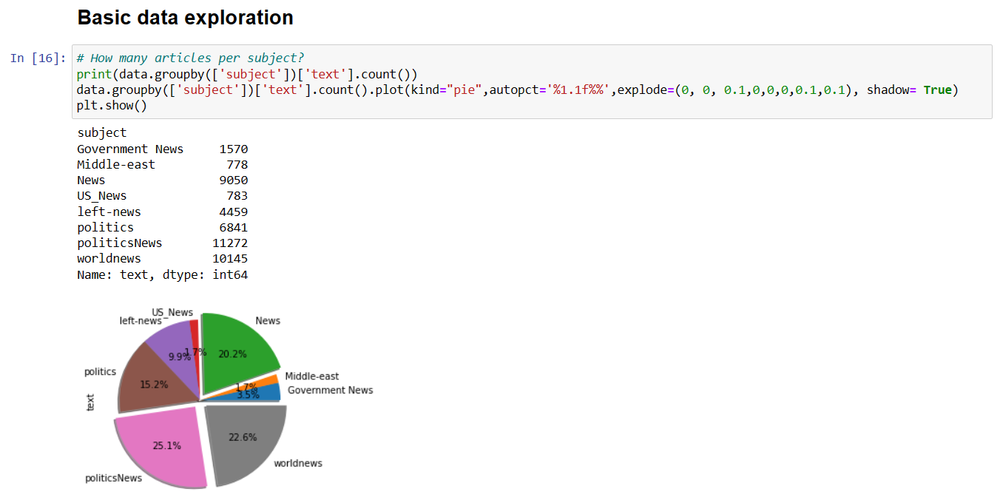 Basic data exploration
In [16]: # How many articles per subject?
print(data.groupby(['subject'])['text'].count())
data.groupby(['subject'])['text'].count().plot(kind="pie",autopct='%1.1f%%',explode=(0, 0, 0.1,0,0,0,0.1,0.1), shadow= True)
plt.show()
subject
Government News     1570
Middle-east          778
News                9050
US_News              783
left-news           4459
politics            6841
politicsNews       11272
worldnews          10145
Name: text, dtype: int64
US_News
left-news
News
1.7%
9.9%
20.2%
politics
Middle-east
15.2%
1.7%
Government News
3.5%
text
22.6%
25.1%
worldnews
politicsNews